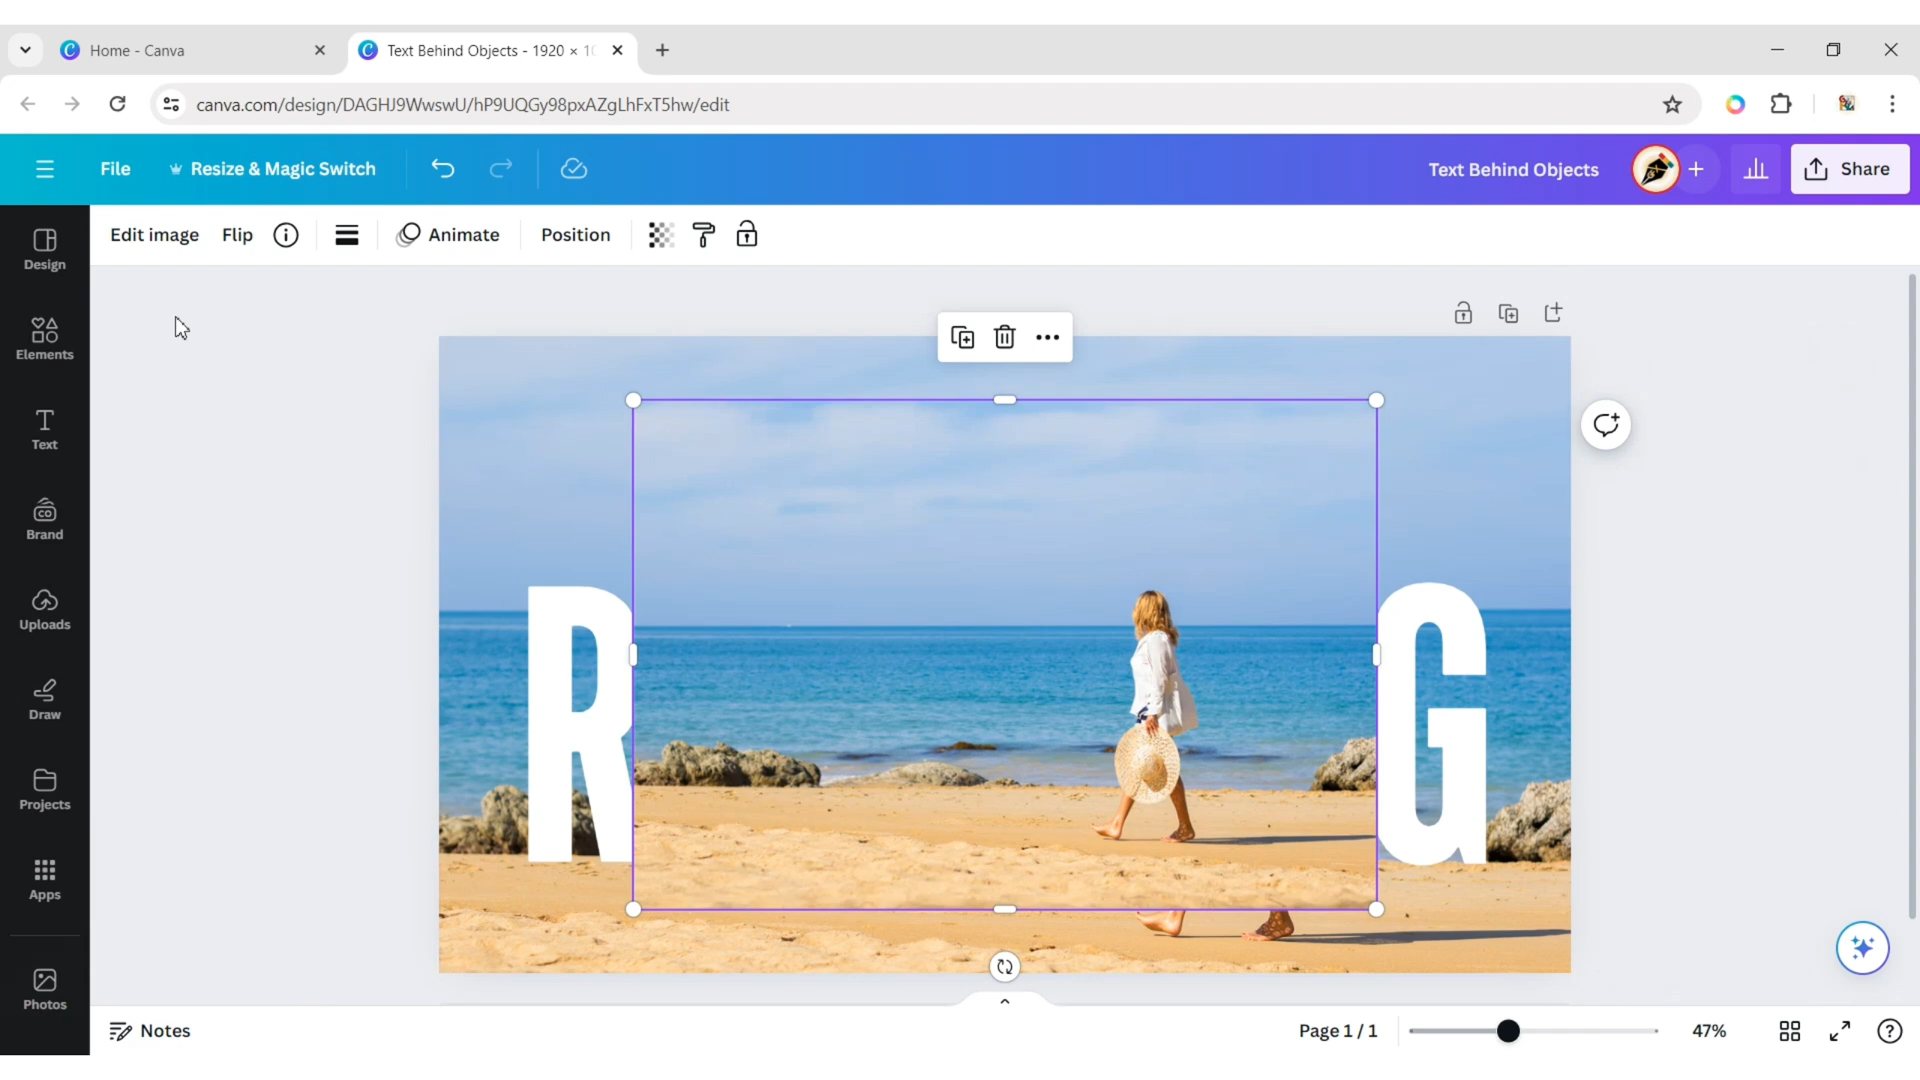 Home - Canva
Text Behind Objects - 1920 × 10
canva.com/design/DAGHJ9WwswU/hP9UQGy98pxAZgLhFxT5hw/edit
File
Resize & Magic Switch
Text Behind Objects
Share
Edit image
Flip
Animate
Position
Design
Elements
Text
Brand
Uploads
Draw
Projects
Apps
Photos
R G
Notes
Page 1 / 1
47%